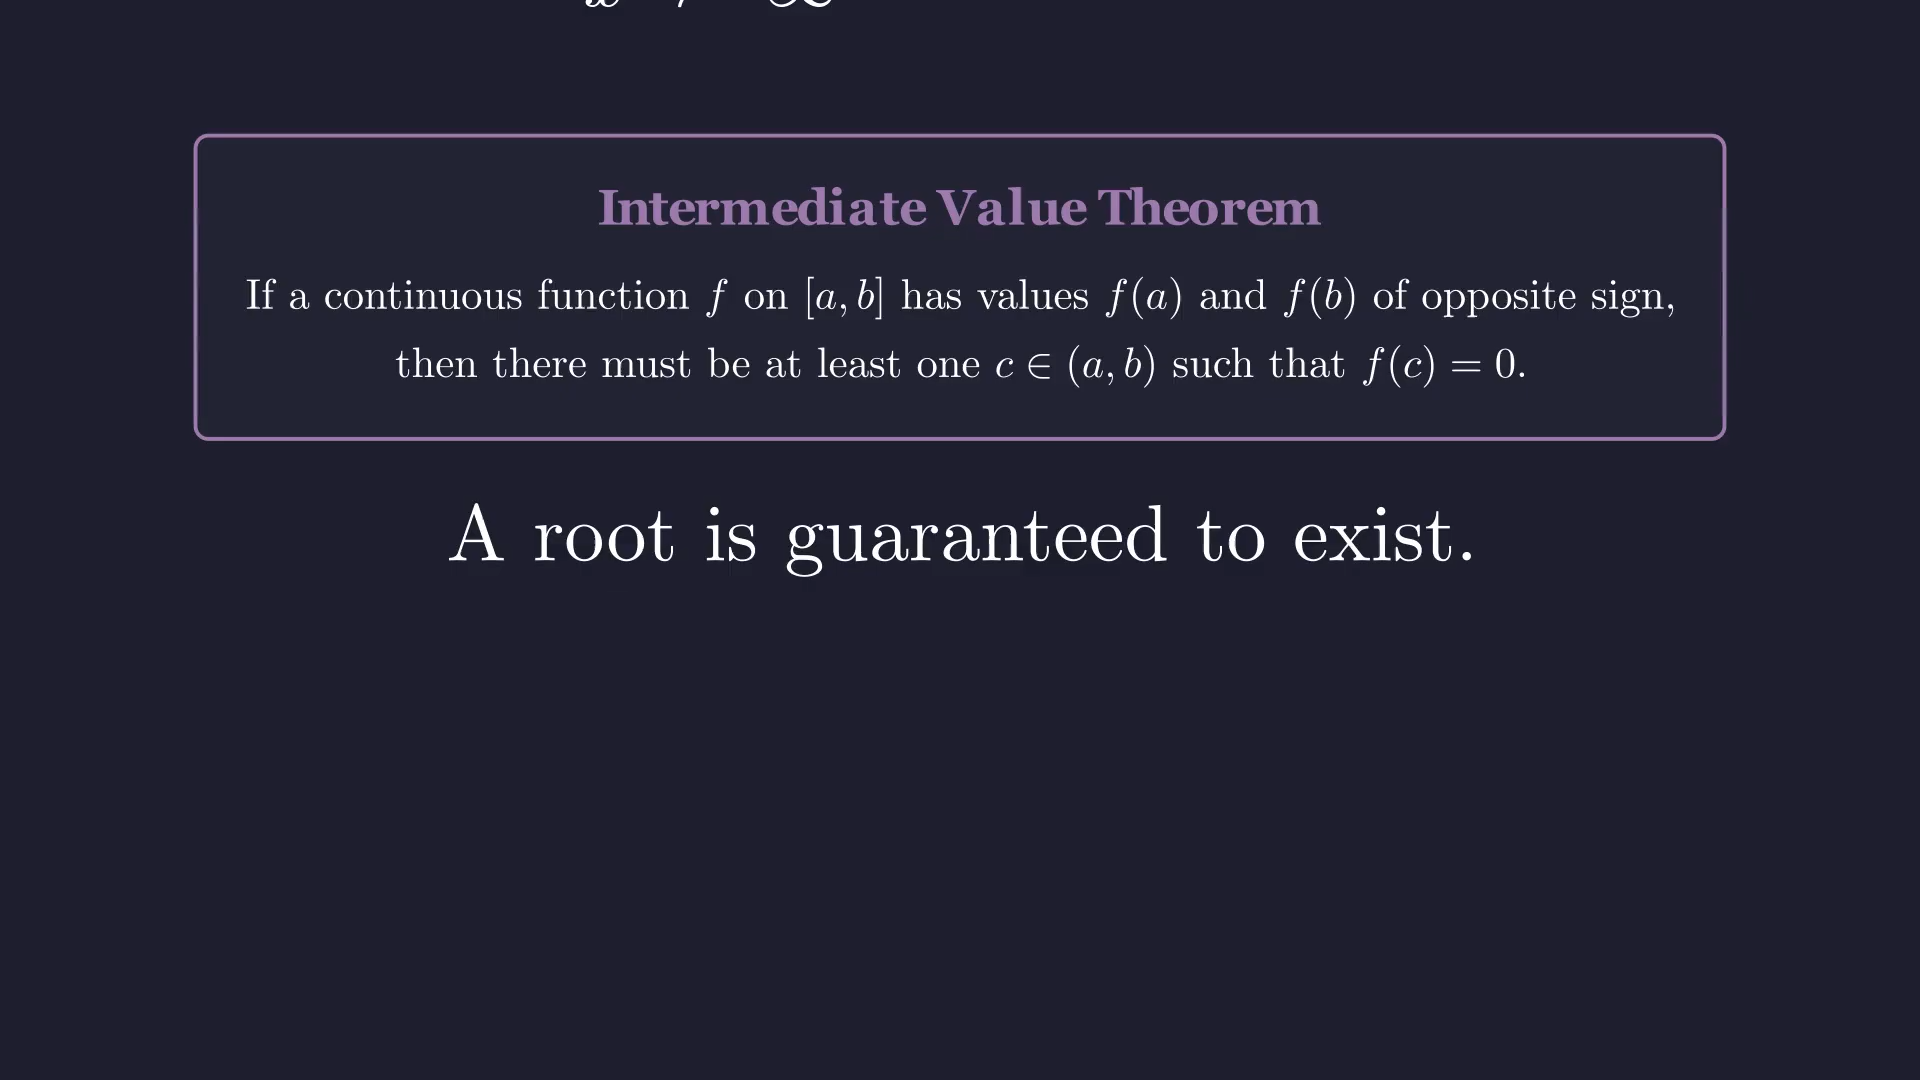 Intermediate Value Theorem
If a continuous function f on [a, b] has values f(a) and f(b) of opposite sign,
then there must be at least one c ∈ (a, b) such that f(c) = 0.
A root is guaranteed to exist.